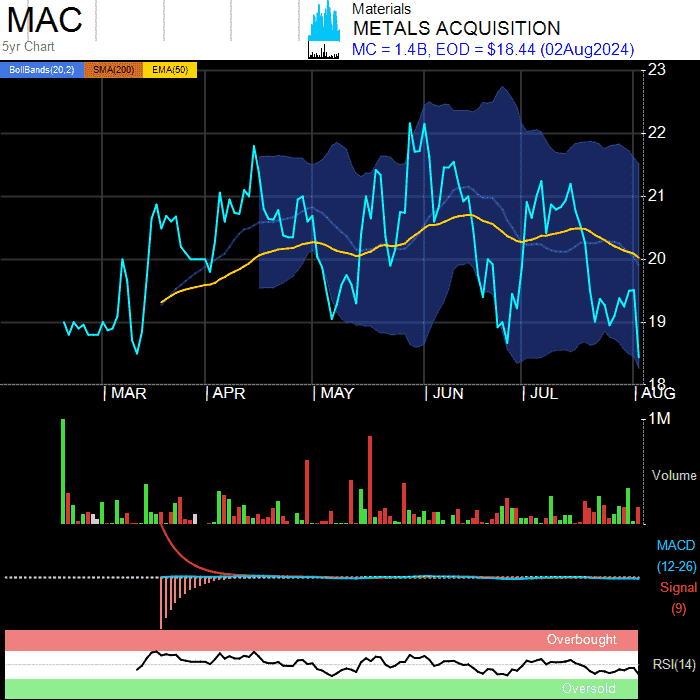 MAC
5yr Chart
Materials
METALS ACQUISITION
MC = 1.4B, EOD = $18.44 (02Aug2024)
BollBands(20,2) SMA(200) EMA(50)
23
22
21
20
19
18
MAR APR MAY JUN JUL AUG
1M
Volume
MACD
(12-26)
Signal
(9)
Overbought
RSI(14)
Oversold